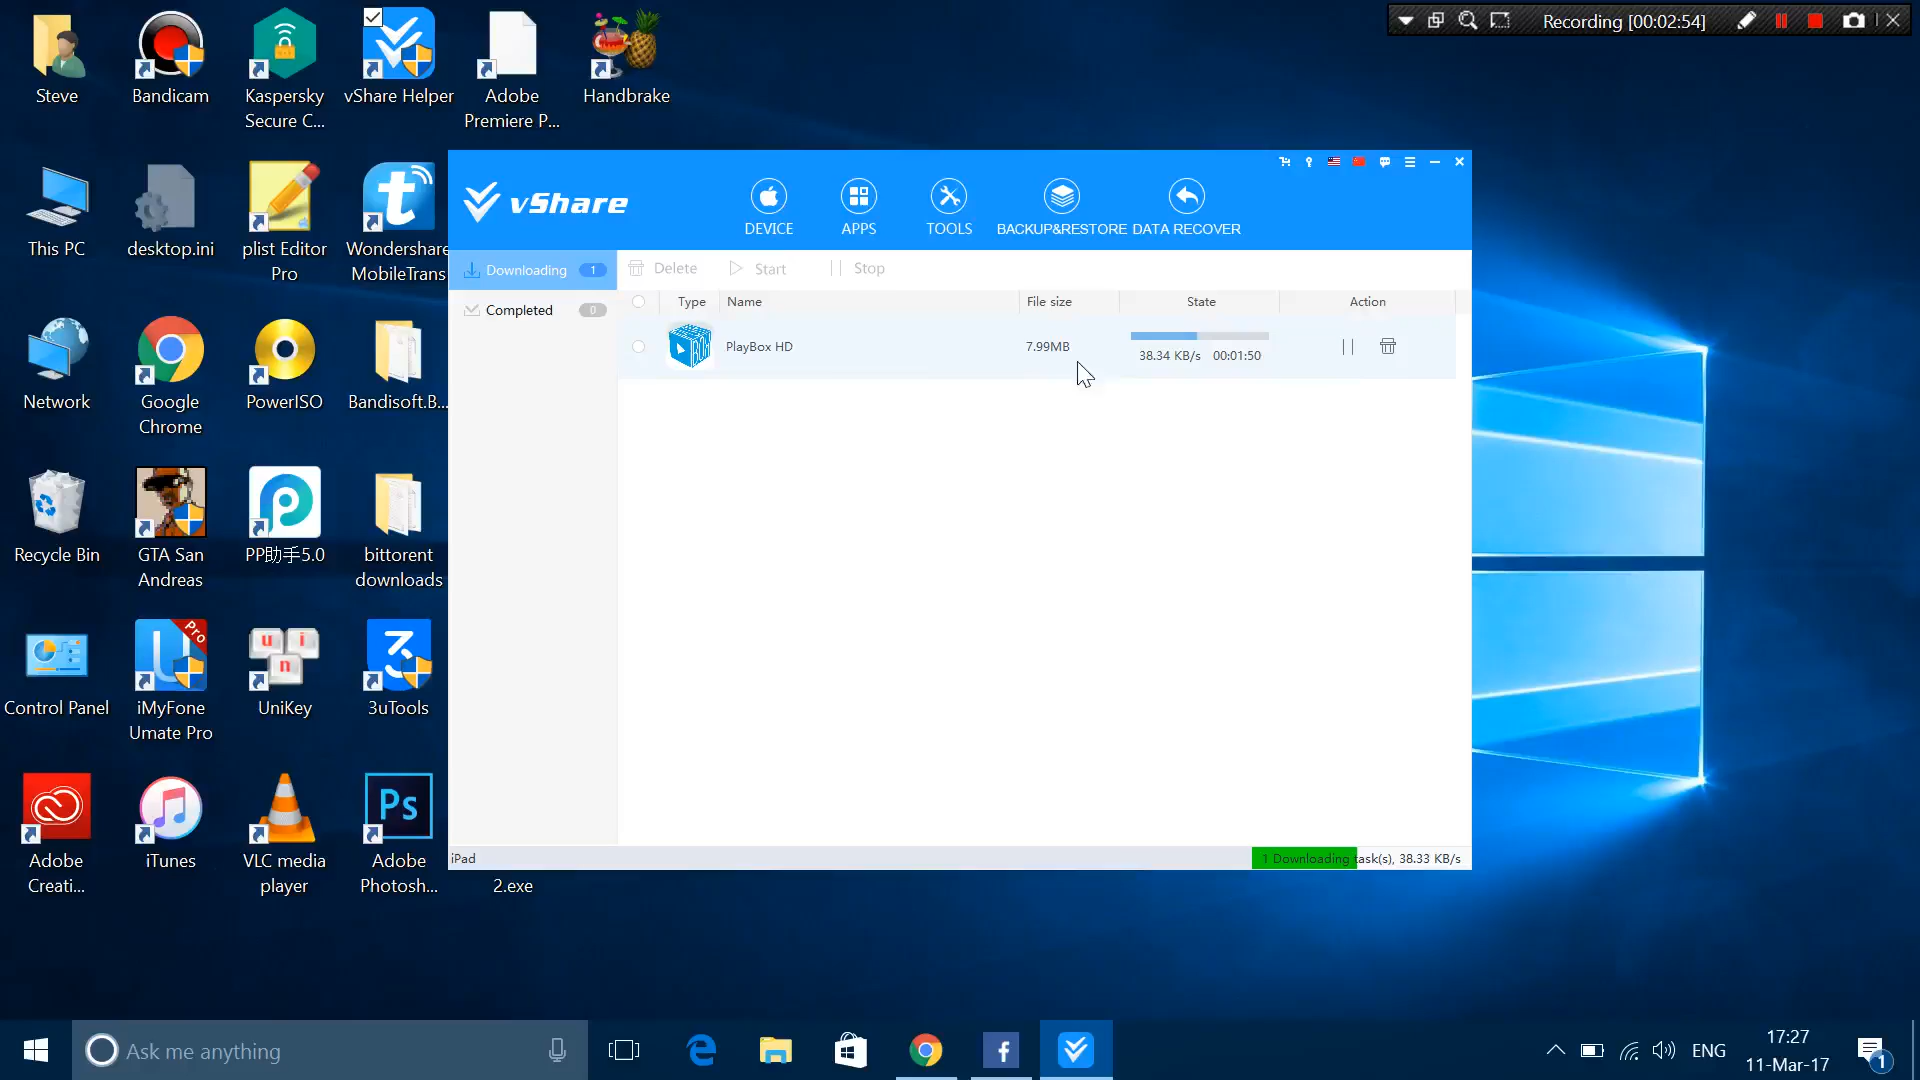 Recording [00:02:54]
Steve
Bandicam
Kaspersky
Secure C...
vShare Helper
Adobe
Premiere P...
Handbrake
This PC
desktop.ini
plist Editor
Pro
Wondershare
MobileTrans
Network
Google
Chrome
PowerISO
Bandisoft.B...
Recycle Bin
GTA San
Andreas
PP助手5.0
bittorent
downloads
Control Panel
Pro
iMyFone
Umate Pro
u i n
UniKey
3uTools
Adobe
Creati...
iTunes
VLC media
player
Ps
Adobe
Photosh...
2.exe
vShare
DEVICE
APPS
TOOLS
BACKUP&RESTORE
DATA RECOVER
Downloading 1
Completed 0
Delete
Start
Stop
Type
Name
File size
State
Action
BOX
PlayBox HD
7.99MB
38.34 KB/s 00:01:50
iPad
1 Downloading task(s), 38.33 KB/s
Ask me anything
ENG
17:27
11-Mar-17
1